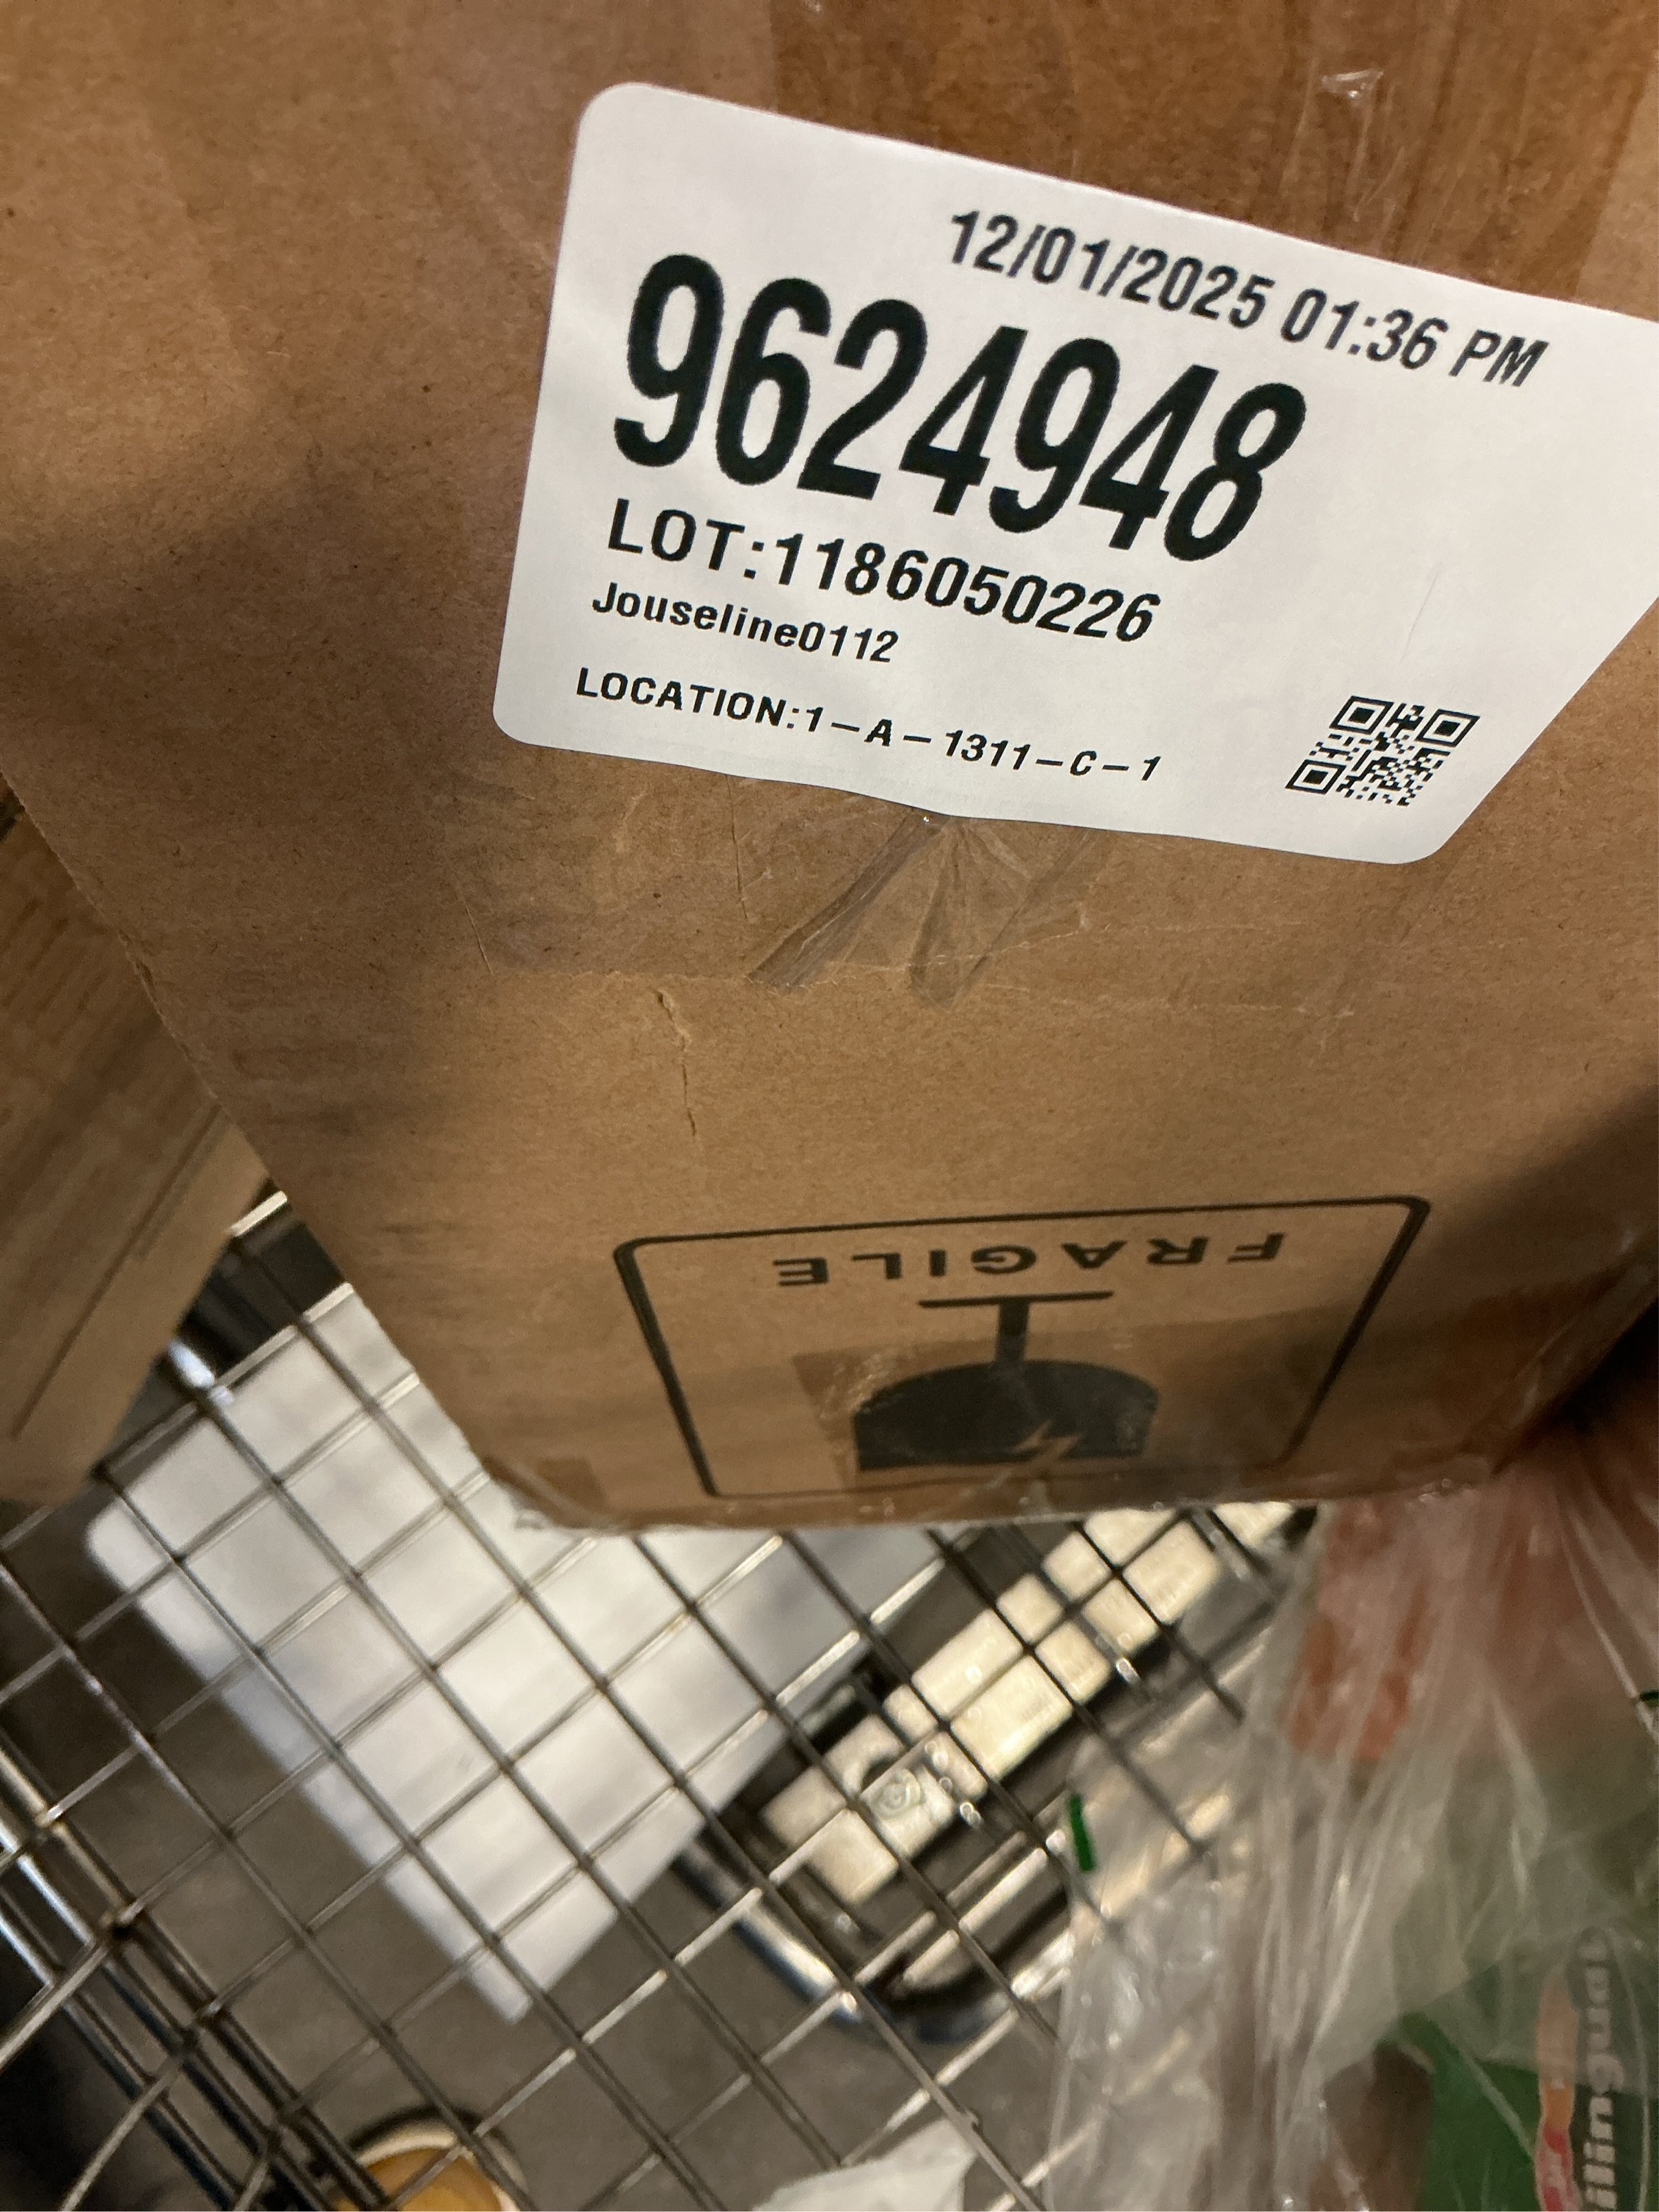 12/01/2025 01:36 PM
9624948
LOT:1186050226
Jouseline0112
LOCATION:1-A-1311-C-1
FRAGILE